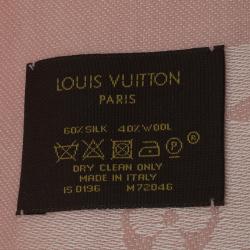 LOUIS VUITTON
PARIS
60% SILK 40% WOOL
DRY CLEAN ONLY
MADE IN ITALY
IS 0196 M72046